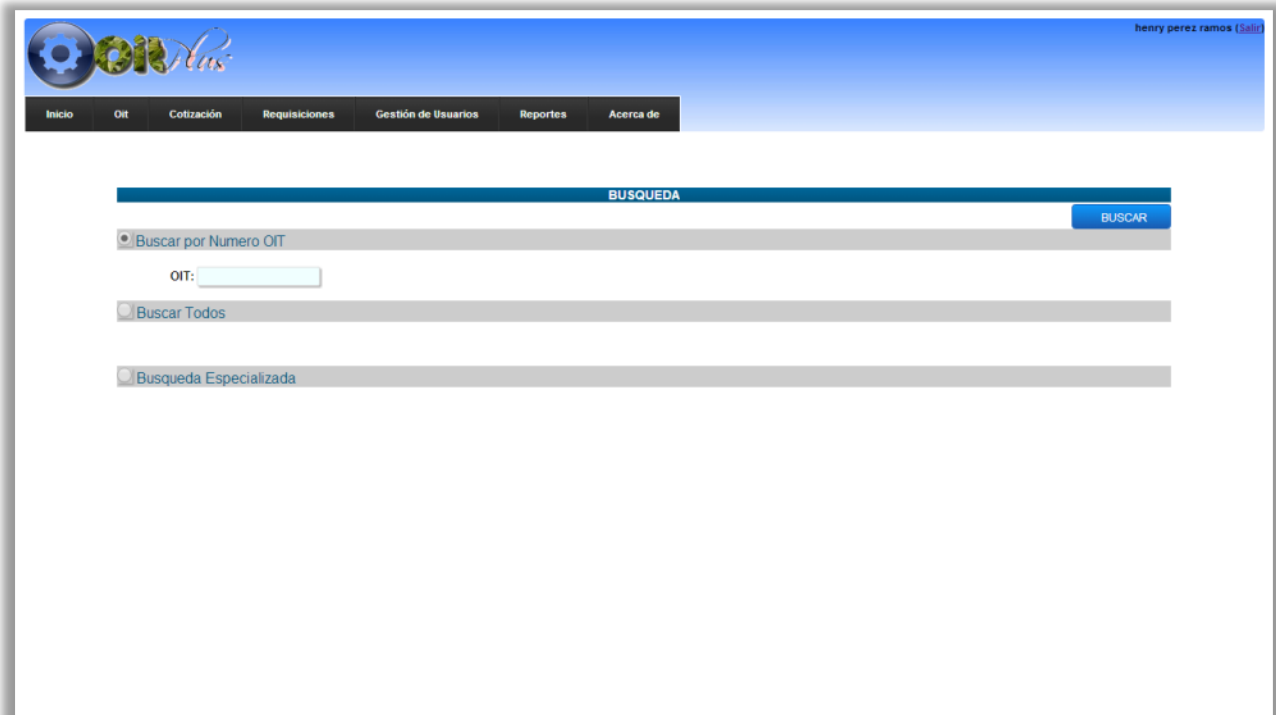 henry perez ramos (Salir)
Oit Plus
Inicio Oit Cotización Requisiciones Gestión de Usuarios Reportes Acerca de
BUSQUEDA
BUSCAR
Buscar por Numero OIT
OIT:
Buscar Todos
Busqueda Especializada